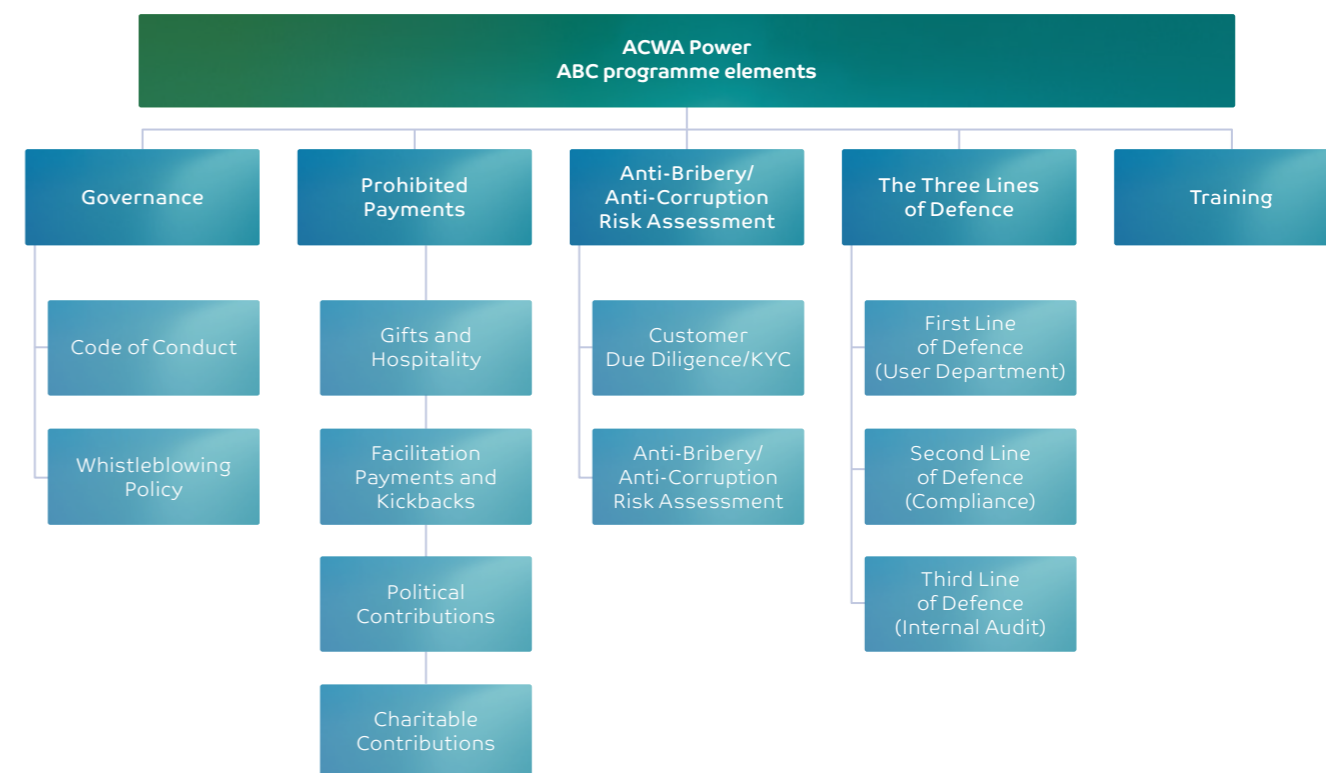 ACWA Power
ABC programme elements
Governance
Code of Conduct
Whistleblowing
Policy
Prohibited
Payments
Gifts and
Hospitality
Facilitation
Payments and
Kickbacks
Political
Contributions
Charitable
Contributions
Anti-Bribery/
Anti-Corruption
Risk Assessment
Customer
Due Diligence/KYC
Anti-Bribery/
Anti-Corruption
Risk Assessment
The Three Lines
of Defence
First Line
of Defence
(User Department)
Second Line
of Defence
(Compliance)
Third Line
of Defence
(Internal Audit)
Training